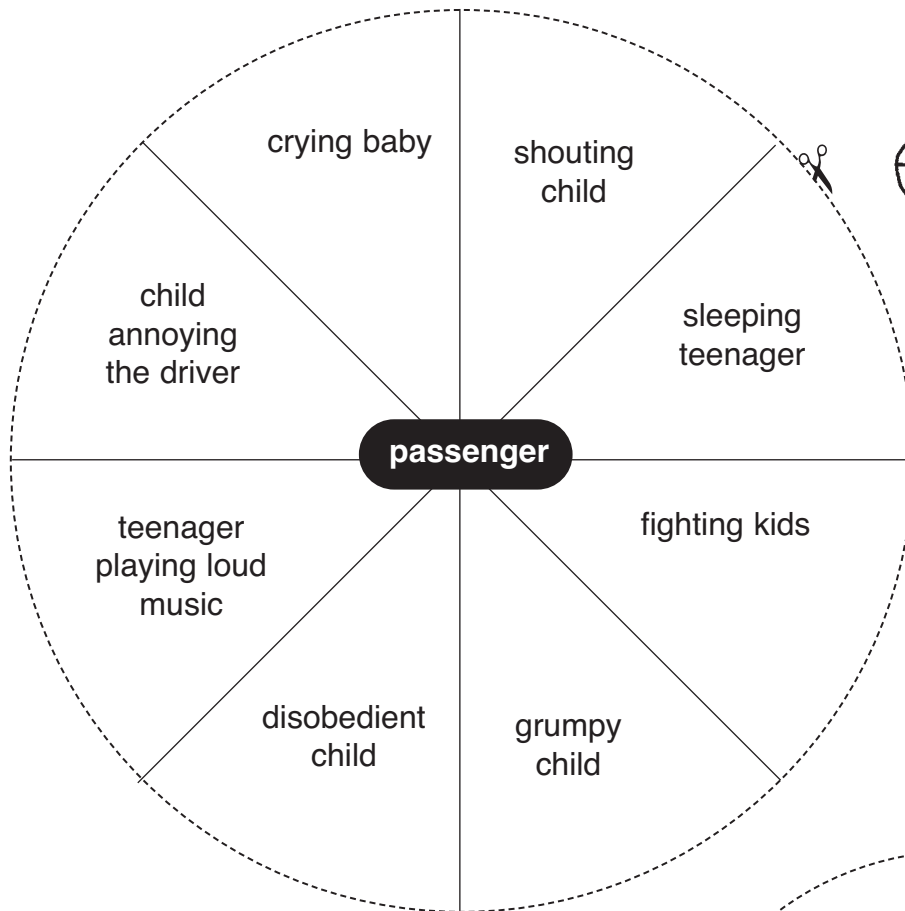 crying baby
shouting
child
child
annoying
the driver
sleeping
teenager
passenger
teenager
playing loud
music
fighting kids
disobedient
child
grumpy
child